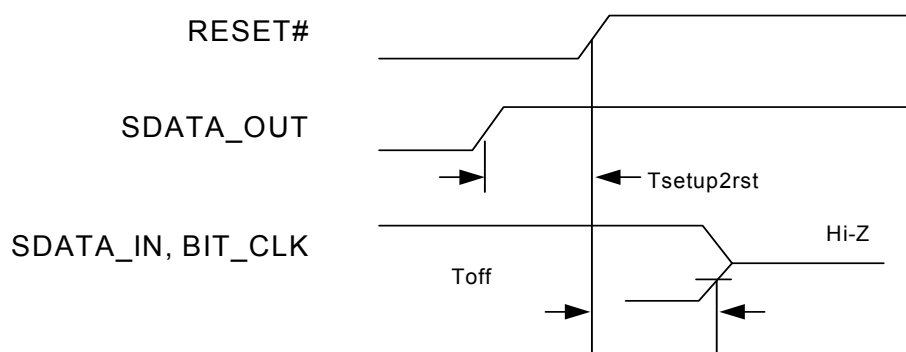 RESET#
SDATA_OUT
Tsetup2rst
SDATA_IN, BIT_CLK
Hi-Z
Toff